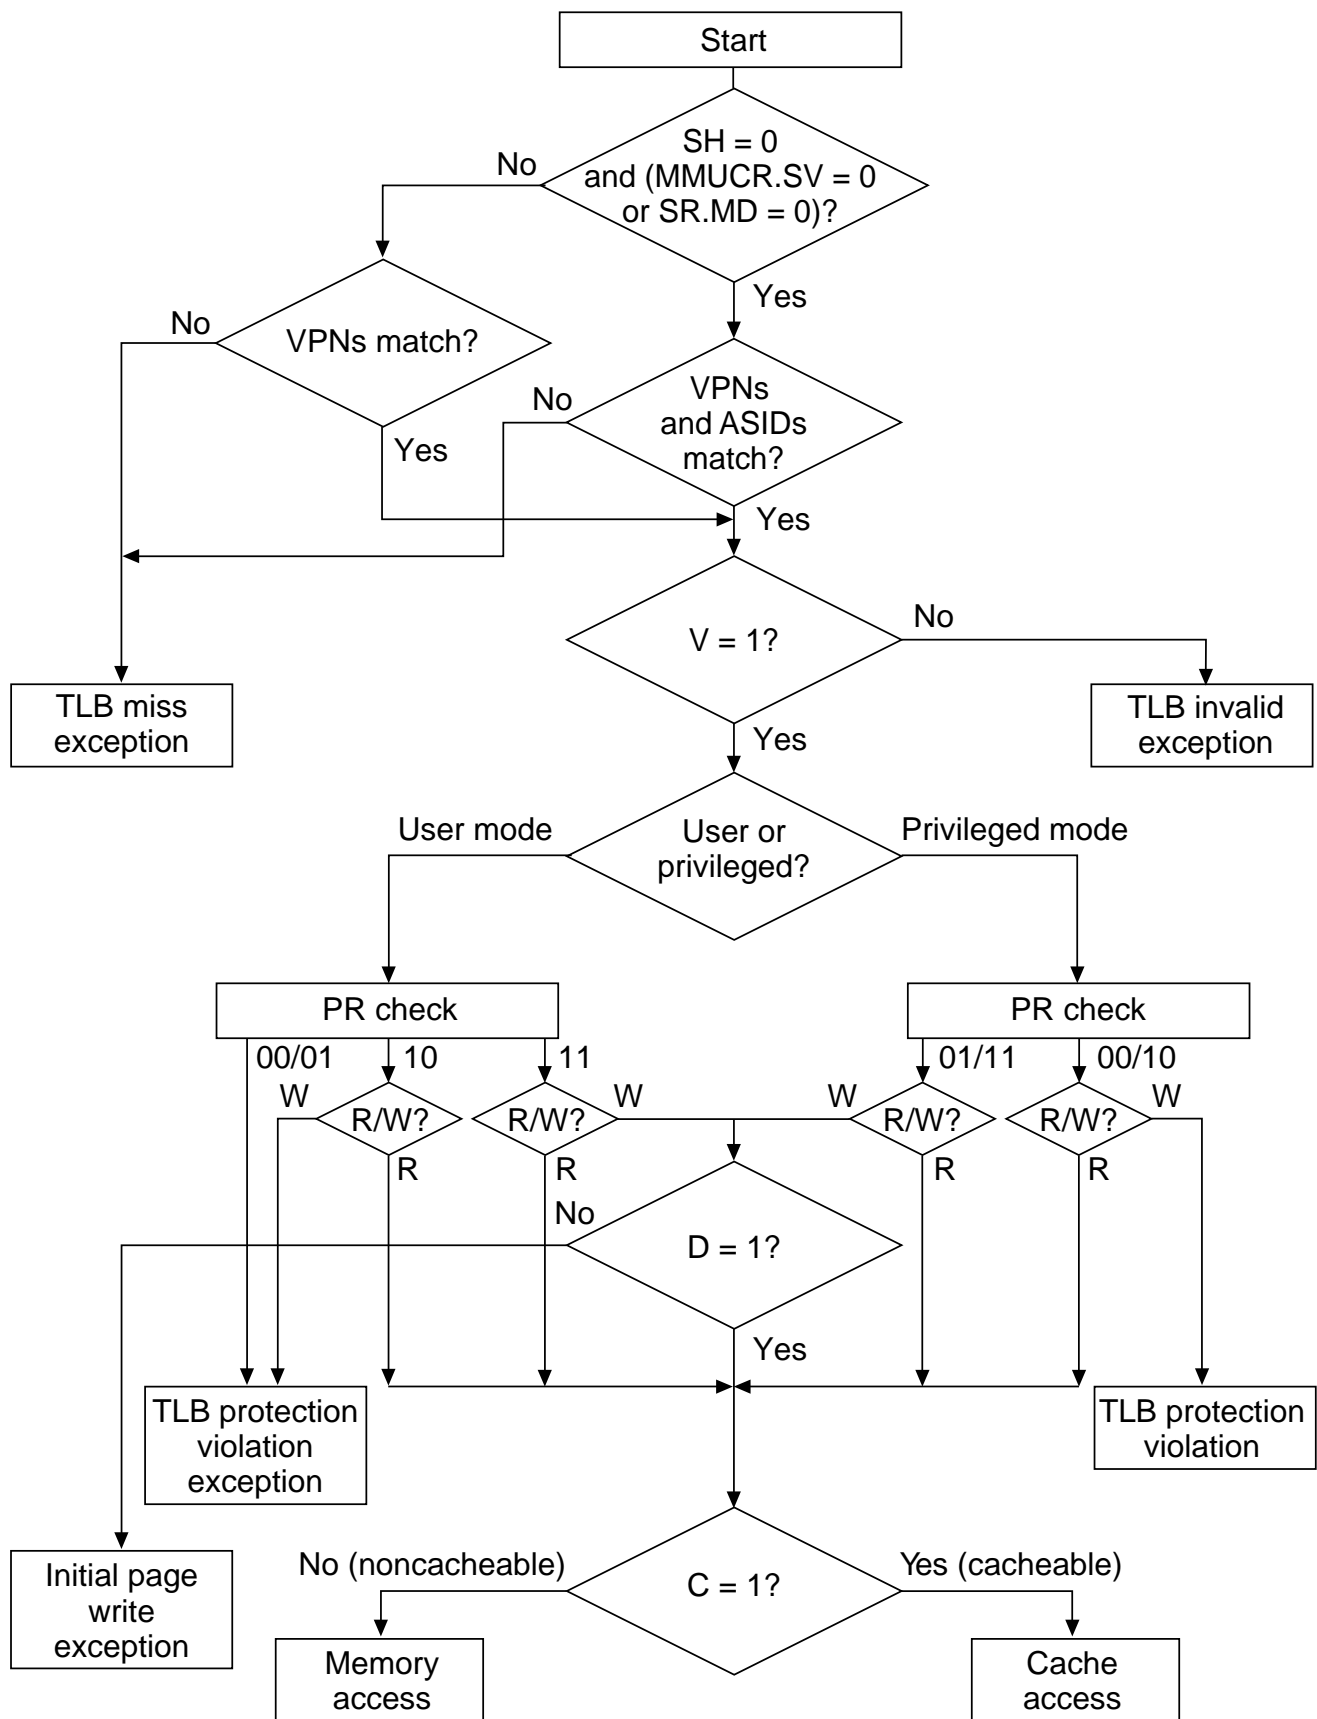 Start
SH = 0
and (MMUCR.SV = 0
or SR.MD = 0)?
No
Yes
VPNs match?
No
Yes
VPNs
and ASIDs
match?
No
Yes
V = 1?
No
Yes
TLB miss
exception
TLB invalid
exception
User mode
User or
privileged?
Privileged mode
PR check
PR check
00/01
10
11
01/11
00/10
W
R/W?
R/W?
W
W
R/W?
R/W?
W
R
R
R
R
No
D = 1?
Yes
TLB protection
violation
exception
TLB protection
violation
Initial page
write
exception
No (noncacheable)
C = 1?
Yes (cacheable)
Memory
access
Cache
access